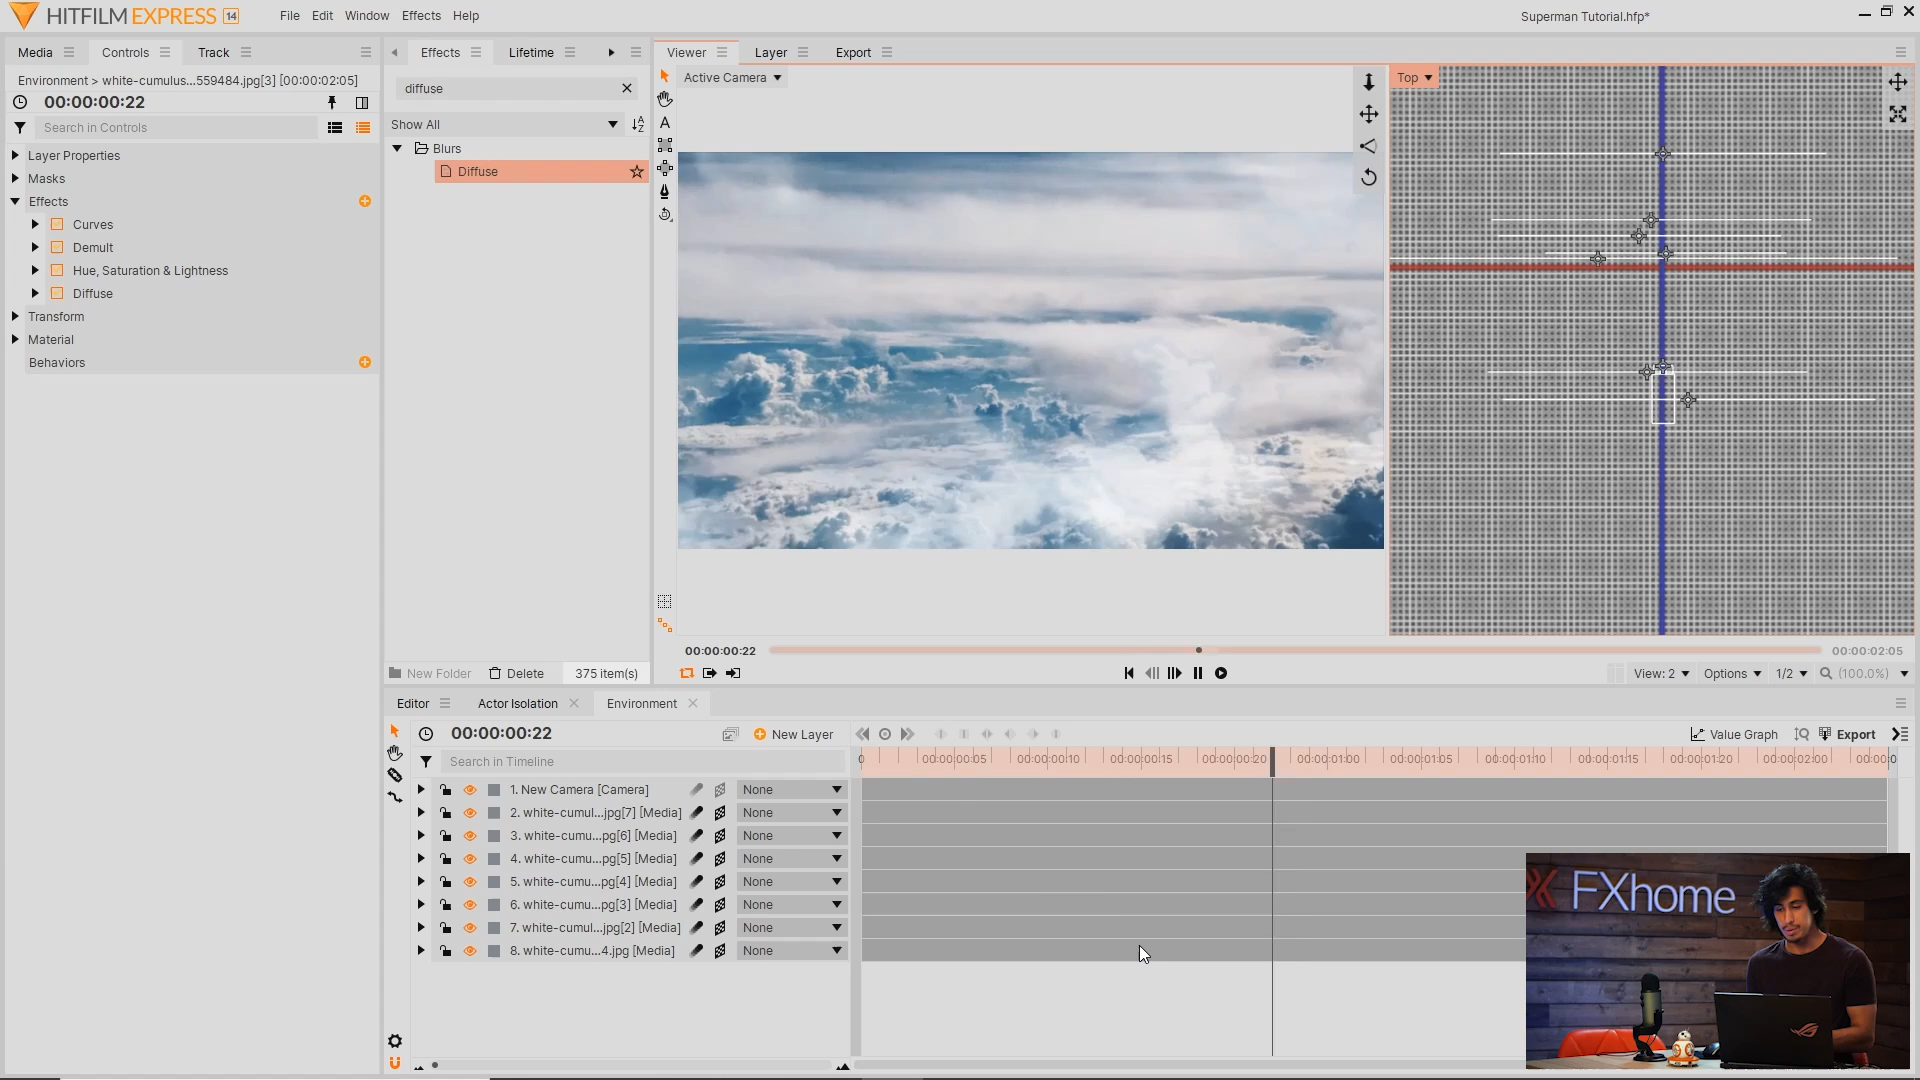 HITFILM EXPRESS 14
File Edit Window Effects Help
Superman Tutorial.hfp*
Media Controls Track
Environment > white-cumulus...559484.jpg[3] [00:00:02:05]
00:00:00:22
Search in Controls
Layer Properties
Masks
Effects
Curves
Demult
Hue, Saturation & Lightness
Diffuse
Transform
Material
Behaviors
Effects Lifetime
diffuse
Show All
Blurs
Diffuse
New Folder Delete 375 item(s)
Viewer Layer Export
Active Camera
A
Top
00:00:00:22
00:00:02:05
View: 2 Options 1/2 (100.0%)
Editor Actor Isolation Environment
00:00:00:22
New Layer
Value Graph Export
Search in Timeline
0 00:00:00:05 00:00:00:10 00:00:00:15 00:00:00:20 00:00:01:00 00:00:01:05 00:00:01:10 00:00:01:15 00:00:01:20 00:00:02:00 00:00:0
1. New Camera [Camera] None
2. white-cumul...jpg[7] [Media] None
3. white-cumu...pg[6] [Media] None
4. white-cumu...pg[5] [Media] None
5. white-cumu...pg[4] [Media] None
6. white-cumu...pg[3] [Media] None
7. white-cumul...jpg[2] [Media] None
8. white-cumu...4.jpg [Media] None
FXhome